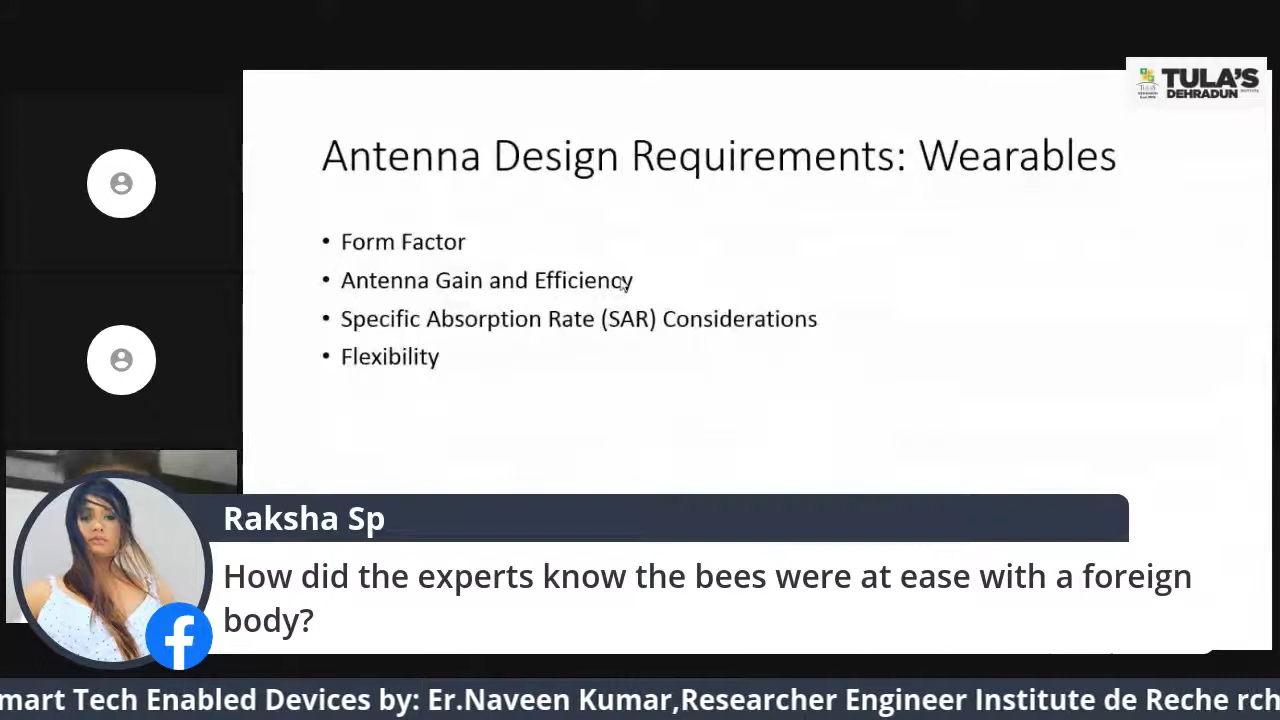 TULA'S
DEHRADUN
Antenna Design Requirements: Wearables
• Form Factor
• Antenna Gain and Efficiency
• Specific Absorption Rate (SAR) Considerations
• Flexibility
Raksha Sp
How did the experts know the bees were at ease with a foreign
body?
mart Tech Enabled Devices by: Er.Naveen Kumar,Researcher Engineer Institute de Reche rch